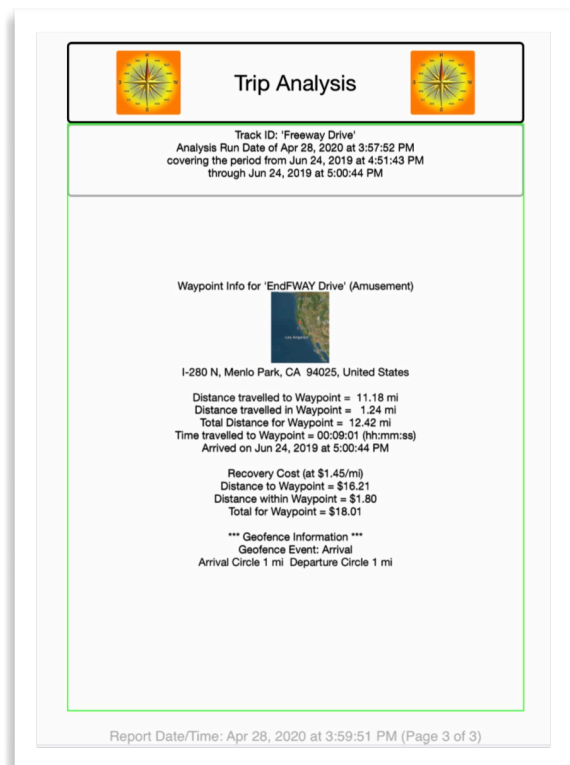 Trip Analysis
Track ID: 'Freeway Drive'
Analysis Run Date of Apr 28, 2020 at 3:57:52 PM
covering the period from Jun 24, 2019 at 4:51:43 PM
through Jun 24, 2019 at 5:00:44 PM
Waypoint Info for 'EndFWAY Drive' (Amusement)
Los Angeles
I-280 N, Menlo Park, CA  94025, United States
Distance travelled to Waypoint =  11.18 mi
Distance travelled in Waypoint =   1.24 mi
Total Distance for Waypoint =  12.42 mi
Time travelled to Waypoint = 00:09:01 (hh:mm:ss)
Arrived on Jun 24, 2019 at 5:00:44 PM
Recovery Cost (at $1.45/mi)
Distance to Waypoint = $16.21
Distance within Waypoint = $1.80
Total for Waypoint = $18.01
*** Geofence Information ***
Geofence Event: Arrival
Arrival Circle 1 mi  Departure Circle 1 mi
Report Date/Time: Apr 28, 2020 at 3:59:51 PM (Page 3 of 3)